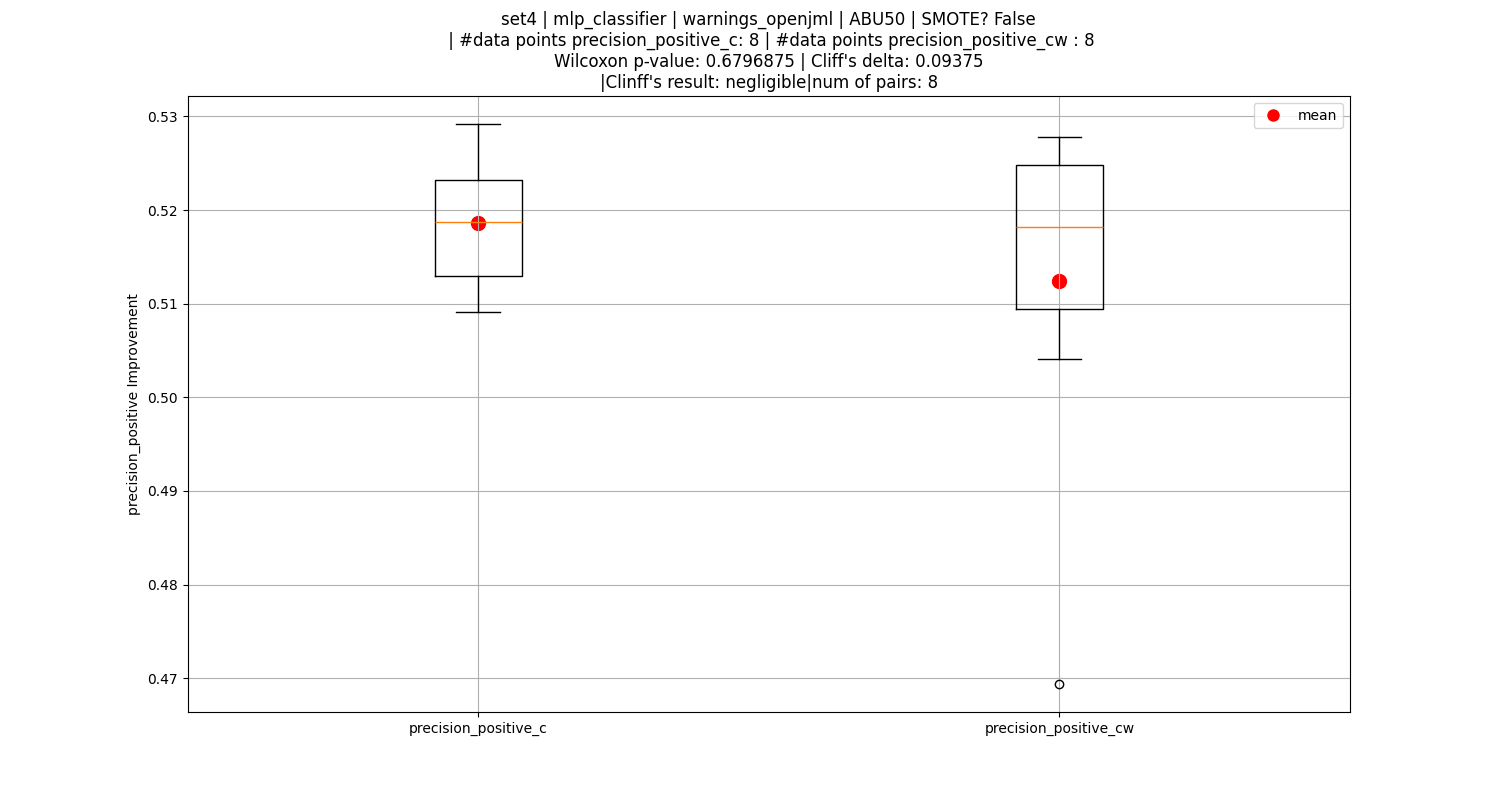 set4 | mlp_classifier | warnings_openjml | ABU50 | SMOTE? False
| #data points precision_positive_c: 8 | #data points precision_positive_cw : 8
Wilcoxon p-value: 0.6796875 | Cliff's delta: 0.09375
|Clinff's result: negligible|num of pairs: 8
mean
precision_positive Improvement
0.53
0.52
0.51
0.50
0.49
0.48
0.47
precision_positive_c
precision_positive_cw